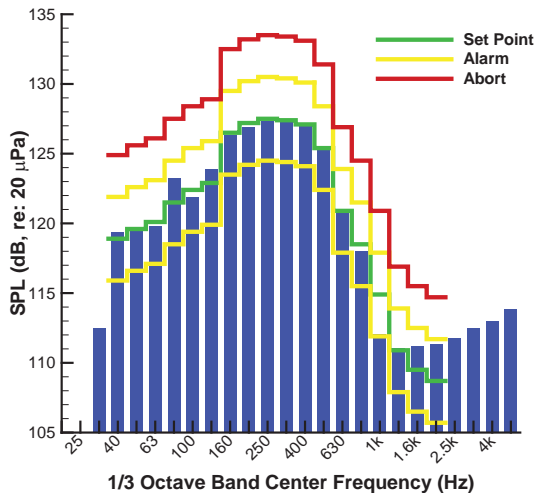 135
130
125
120
115
110
105
SPL (dB, re: 20 µPa)
Set Point
Alarm
Abort
25 40 63 100 160 250 400 630 1k 1.6k 2.5k 4k
1/3 Octave Band Center Frequency (Hz)